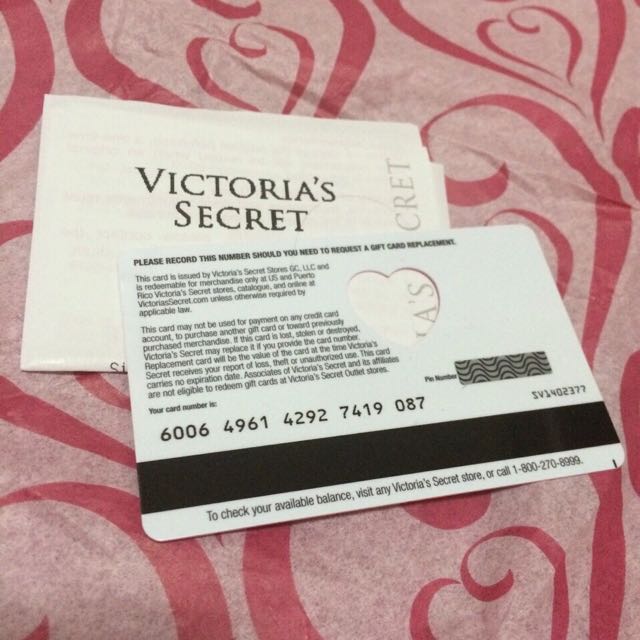 VICTORIA'S
SECRET
CRET
PLEASE RECORD THIS NUMBER SHOULD YOU NEED TO REQUEST A GIFT CARD REPLACEMENT.
This card is issued by Victoria's Secret Stores GC, LLC and
is redeemable for merchandise only at US and Puerto
Rico Victoria's Secret stores, catalogue, and online at
VictoriasSecret.com unless otherwise required by
applicable law.
This card may not be used for payment on any credit card
account, to purchase another gift card or toward previously
purchased merchandise. If this card is lost, stolen or destroyed,
Victoria's Secret may replace it if you provide the card number.
Replacement card will be the value of the card at the time Victoria's
Secret receives your report of loss, theft or unauthorized use. This card
carries no expiration date. Associates of Victoria's Secret and its affiliates
are not eligible to redeem gift cards at Victoria's Secret Outlet stores.
IA'S
Pin Number
Your card number is:
SV1402377
6006 4961 4292 7419 087
To check your available balance, visit any Victoria's Secret store, or call 1-800-270-8999.